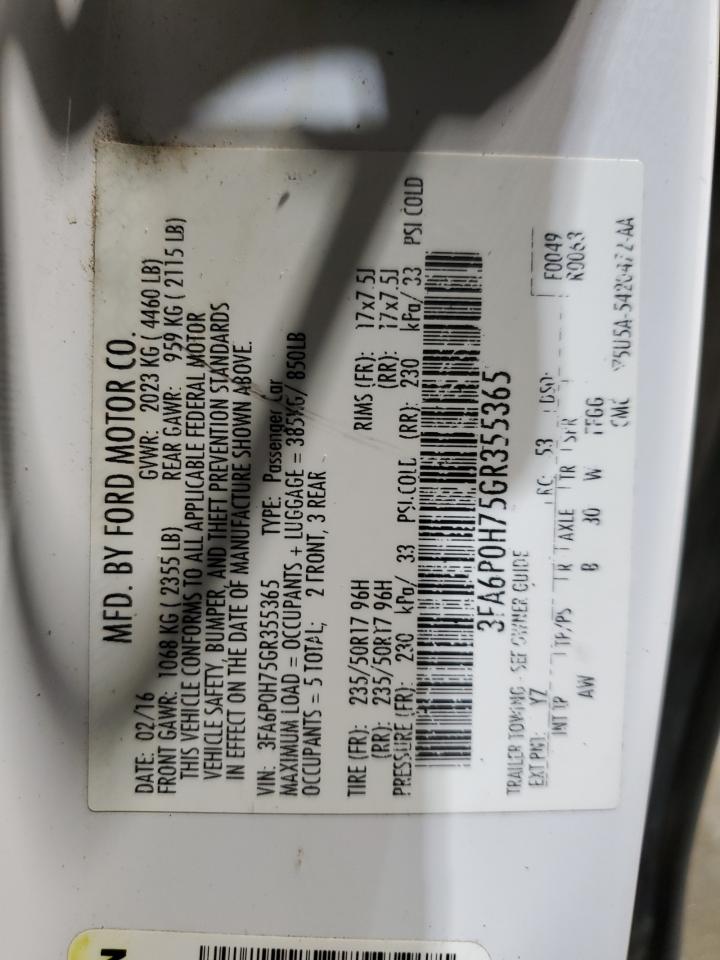 MFD. BY FORD MOTOR CO.
DATE: 02/16 GVWR: 2023 KG ( 4460 LB)
FRONT GAWR: 1068 KG ( 2355 LB) REAR GAWR: 959 KG ( 2115 LB)
THIS VEHICLE CONFORMS TO ALL APPLICABLE FEDERAL MOTOR
VEHICLE SAFETY, BUMPER, AND THEFT PREVENTION STANDARDS
IN EFFECT ON THE DATE OF MANUFACTURE SHOWN ABOVE.
VIN: 3FA6P0H75GR355365 TYPE: Passenger Car
MAXIMUM LOAD = OCCUPANTS + LUGGAGE = 385KG/ 850LB
OCCUPANTS = 5 TOTAL; 2 FRONT, 3 REAR
TIRE (FR): 235/50R17 96H RIMS (FR): 17x7.5J
(RR): 235/50R17 96H (RR): 17x7.5J
PRESSURE (FR): 230 kPa/ 33 PSI COLD (RR): 230 kPa/ 33 PSI COLD
3FA6P0H75GR355365
TRAILER TOWING - SEE OWNER GUIDE
EXT PNT: YZ RC: 53 DSO: F0049
INT TR TP/PS R AXLE TR SPR R0063
AW B 30 W FFGG
5U5A-5420472-AA
N